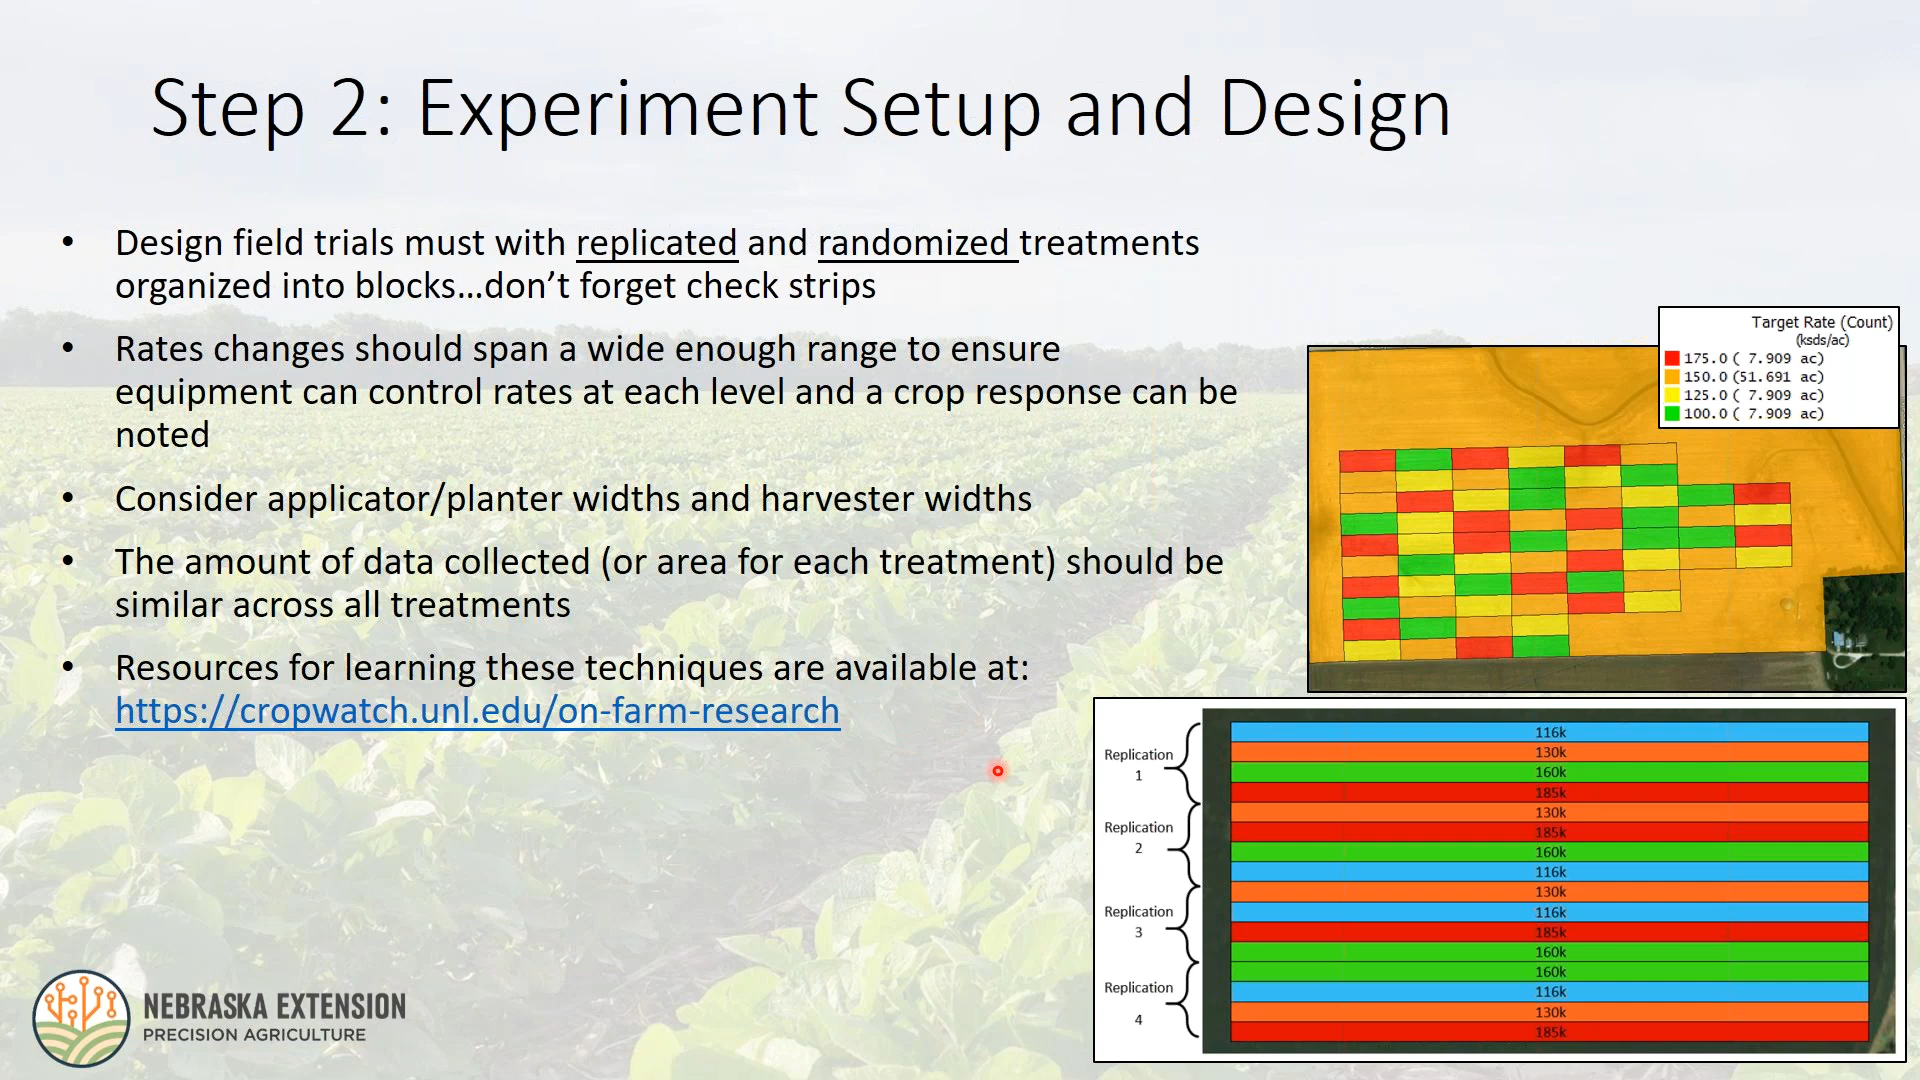 Step 2: Experiment Setup and Design
• Design field trials must with replicated and randomized treatments
organized into blocks…don’t forget check strips
• Rates changes should span a wide enough range to ensure
equipment can control rates at each level and a crop response can be
noted
• Consider applicator/planter widths and harvester widths
• The amount of data collected (or area for each treatment) should be
similar across all treatments
• Resources for learning these techniques are available at:
https://cropwatch.unl.edu/on-farm-research
Target Rate (Count)
(ksds/ac)
175.0 ( 7.909 ac)
150.0 (51.691 ac)
125.0 ( 7.909 ac)
100.0 ( 7.909 ac)
Replication
1
116k
130k
160k
185k
Replication
2
130k
185k
160k
116k
Replication
3
130k
116k
185k
160k
Replication
4
160k
116k
130k
185k
NEBRASKA EXTENSION
PRECISION AGRICULTURE